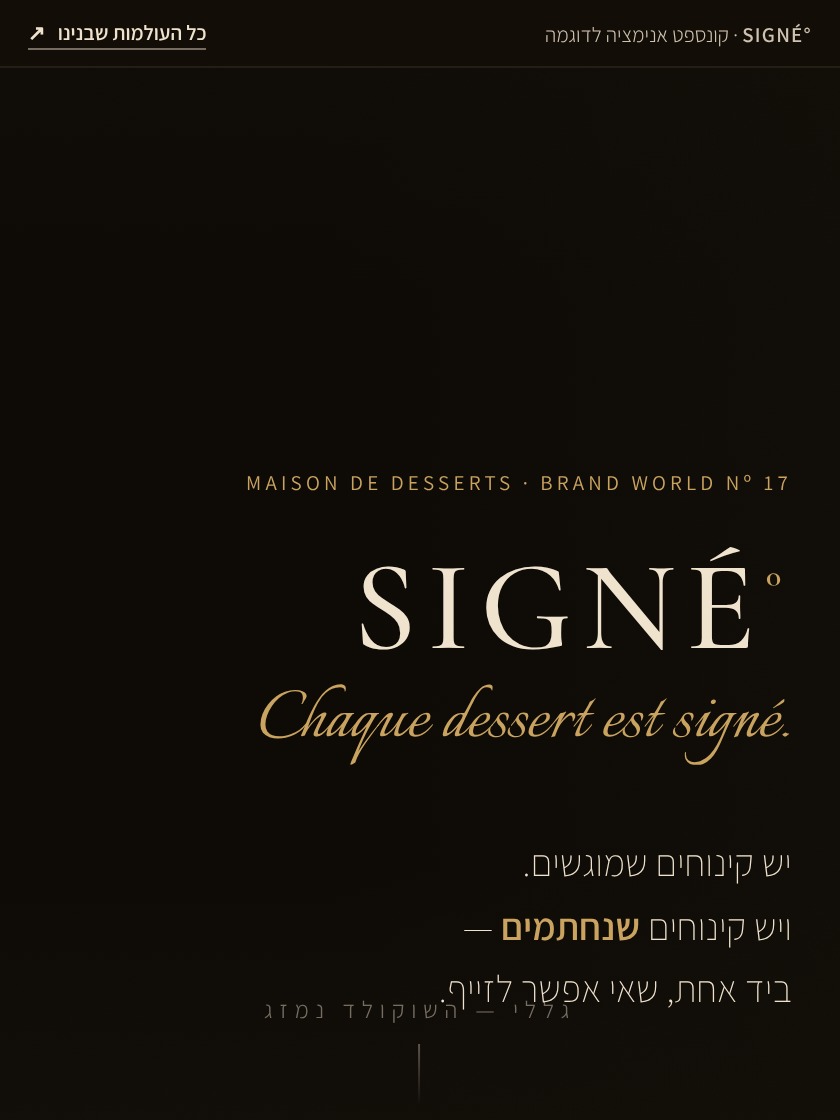 SIGNÉ° · קונספט אנימציה לדוגמה
כל העולמות שבנינו ↗
MAISON DE DESSERTS · BRAND WORLD Nº 17
SIGNÉ°
Chaque dessert est signé.
יש קינוחים שמוגשים.
ויש קינוחים שנחתמים —
ביד אחת, שאי אפשר לזייף.
גללי — השוקולד נמזג